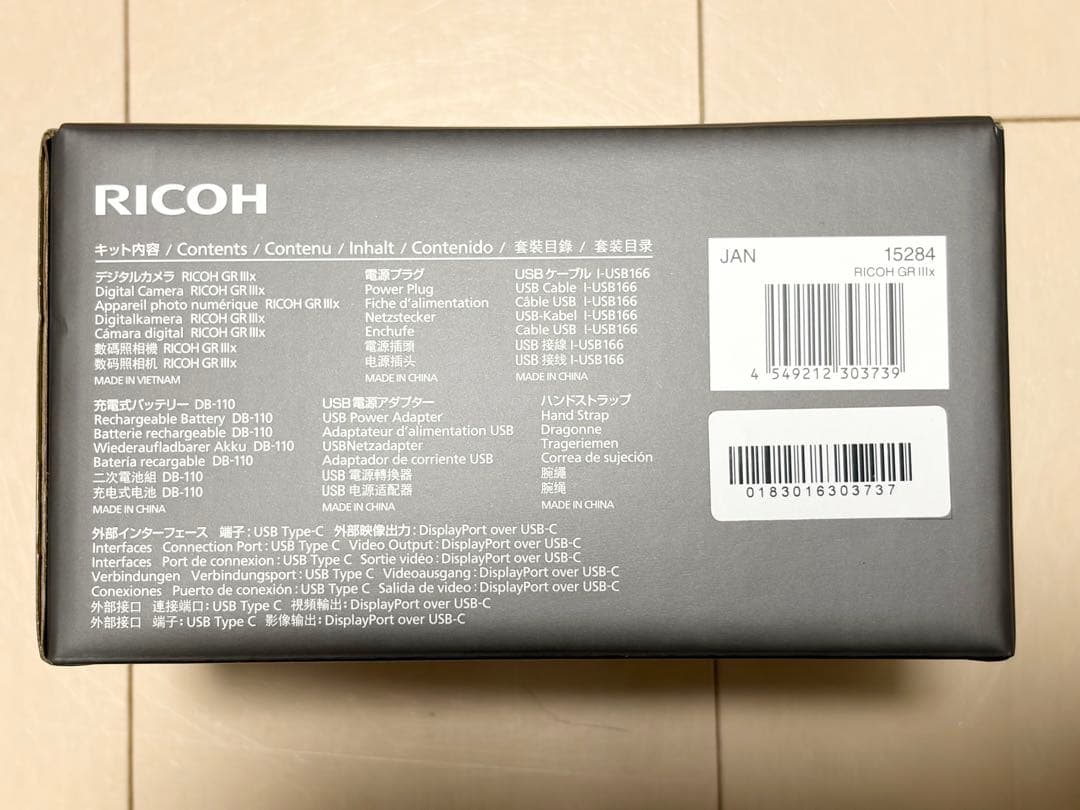 RICOH
キット内容 / Contents / Contenu / Inhalt / Contenido / 套裝目錄 / 套装目录
デジタルカメラ RICOH GR IIIx
Digital Camera RICOH GR IIIx
Appareil photo numérique RICOH GR IIIx
Digitalkamera RICOH GR IIIx
Cámara digital RICOH GR IIIx
數碼照相機 RICOH GR IIIx
数码照相机 RICOH GR IIIx
MADE IN VIETNAM
電源プラグ
Power Plug
Fiche d'alimentation
Netzstecker
Enchufe
電源插頭
电源插头
MADE IN CHINA
USBケーブル I-USB166
USB Cable I-USB166
Câble USB I-USB166
USB-Kabel I-USB166
Cable USB I-USB166
USB 接線 I-USB166
USB 接线 I-USB166
MADE IN CHINA
充電式バッテリー DB-110
Rechargeable Battery DB-110
Batterie rechargeable DB-110
Wiederaufladbarer Akku DB-110
Bateria recargable DB-110
二次電池組 DB-110
充电式电池 DB-110
MADE IN CHINA
USB電源アダプター
USB Power Adapter
Adaptateur d'alimentation USB
USBNetzadapter
Adaptador de corriente USB
USB 電源轉換器
USB 电源适配器
MADE IN CHINA
ハンドストラップ
Hand Strap
Dragonne
Trageriemen
Correa de sujeción
腕繩
腕绳
MADE IN CHINA
外部インターフェース 端子：USB Type-C 外部映像出力：DisplayPort over USB-C
Interfaces Connection Port : USB Type C Video Output : DisplayPort over USB-C
Interfaces Port de connexion : USB Type C Sortie vidéo : DisplayPort over USB-C
Verbindungen Verbindungsport : USB Type C Videoausgang : DisplayPort over USB-C
Conexiones Puerto de conexión : USB Type C Salida de video : DisplayPort over USB-C
外部接口 連接端口：USB Type C 視頻輸出：DisplayPort over USB-C
外部接口 端子：USB Type C 影像输出：DisplayPort over USB-C
JAN 15284
RICOH GR IIIx
4 549212 303739
0183016303737